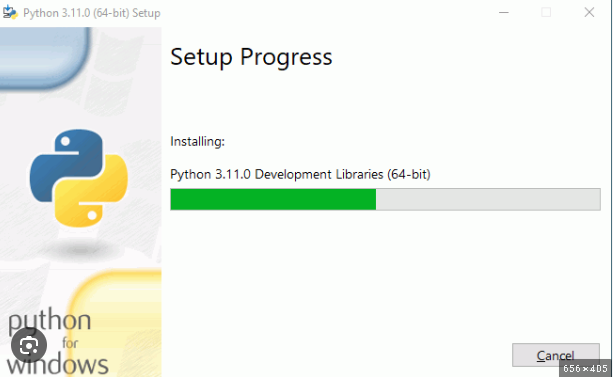 Python 3.11.0 (64-bit) Setup
Setup Progress
Installing:
Python 3.11.0 Development Libraries (64-bit)
python
for
windows
Cancel
656×405